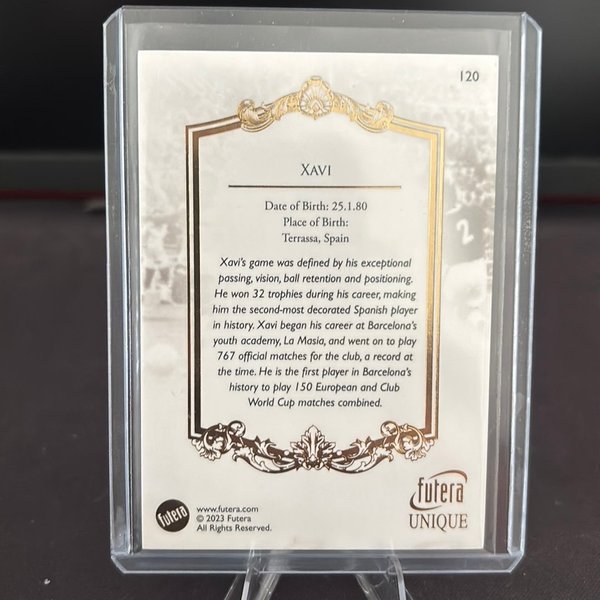 120
XAVI
Date of Birth: 25.1.80
Place of Birth:
Terrassa, Spain
Xavi's game was defined by his exceptional
passing, vision, ball retention and positioning.
He won 32 trophies during his career, making
him the second-most decorated Spanish player
in history. Xavi began his career at Barcelona's
youth academy, La Masia, and went on to play
767 official matches for the club, a record at
the time. He is the first player in Barcelona's
history to play 150 European and Club
World Cup matches combined.
2
futera
www.futera.com
© 2023 Futera
All Rights Reserved.
futera
UNIQUE